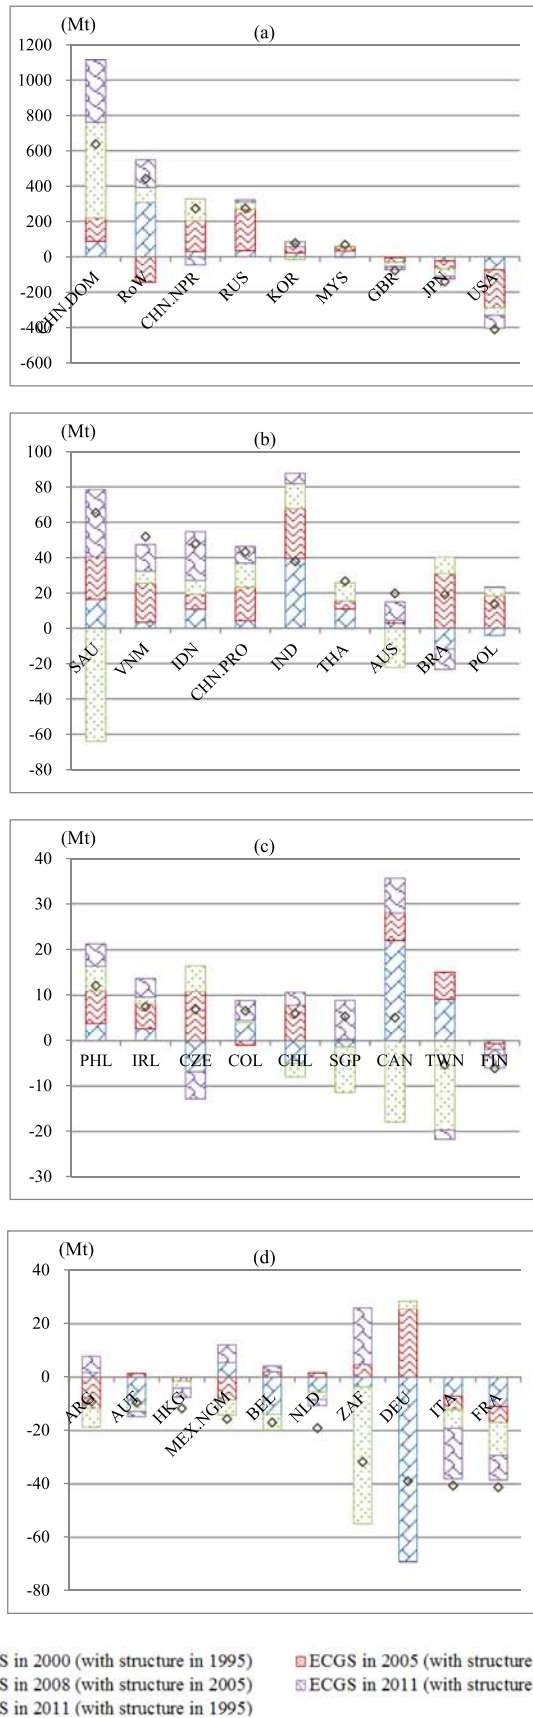 (Mt)
(a)
1200
1000
800
600
400
200
0
-200
-400
-600
CHN.DOM
RoW
CHN.NPR
RUS
KOR
MYS
GBR
JPN
USA
(Mt)
(b)
100
80
60
40
20
0
-20
-40
-60
-80
SAU
VNM
IDN
CHN.PRO
IND
THA
AUS
BRA
POL
(Mt)
(c)
40
30
20
10
0
-10
-20
-30
PHL IRL CZE COL CHL SGP CAN TWN FIN
(Mt)
(d)
40
20
0
-20
-40
-60
-80
ARG
AUT
HKG
MEX.NGM
BEL
NLD
ZAF
DEU
ITA
FRA
S in 2000 (with structure in 1995) ECGS in 2005 (with structure
S in 2008 (with structure in 2005) ECGS in 2011 (with structure
S in 2011 (with structure in 1995)